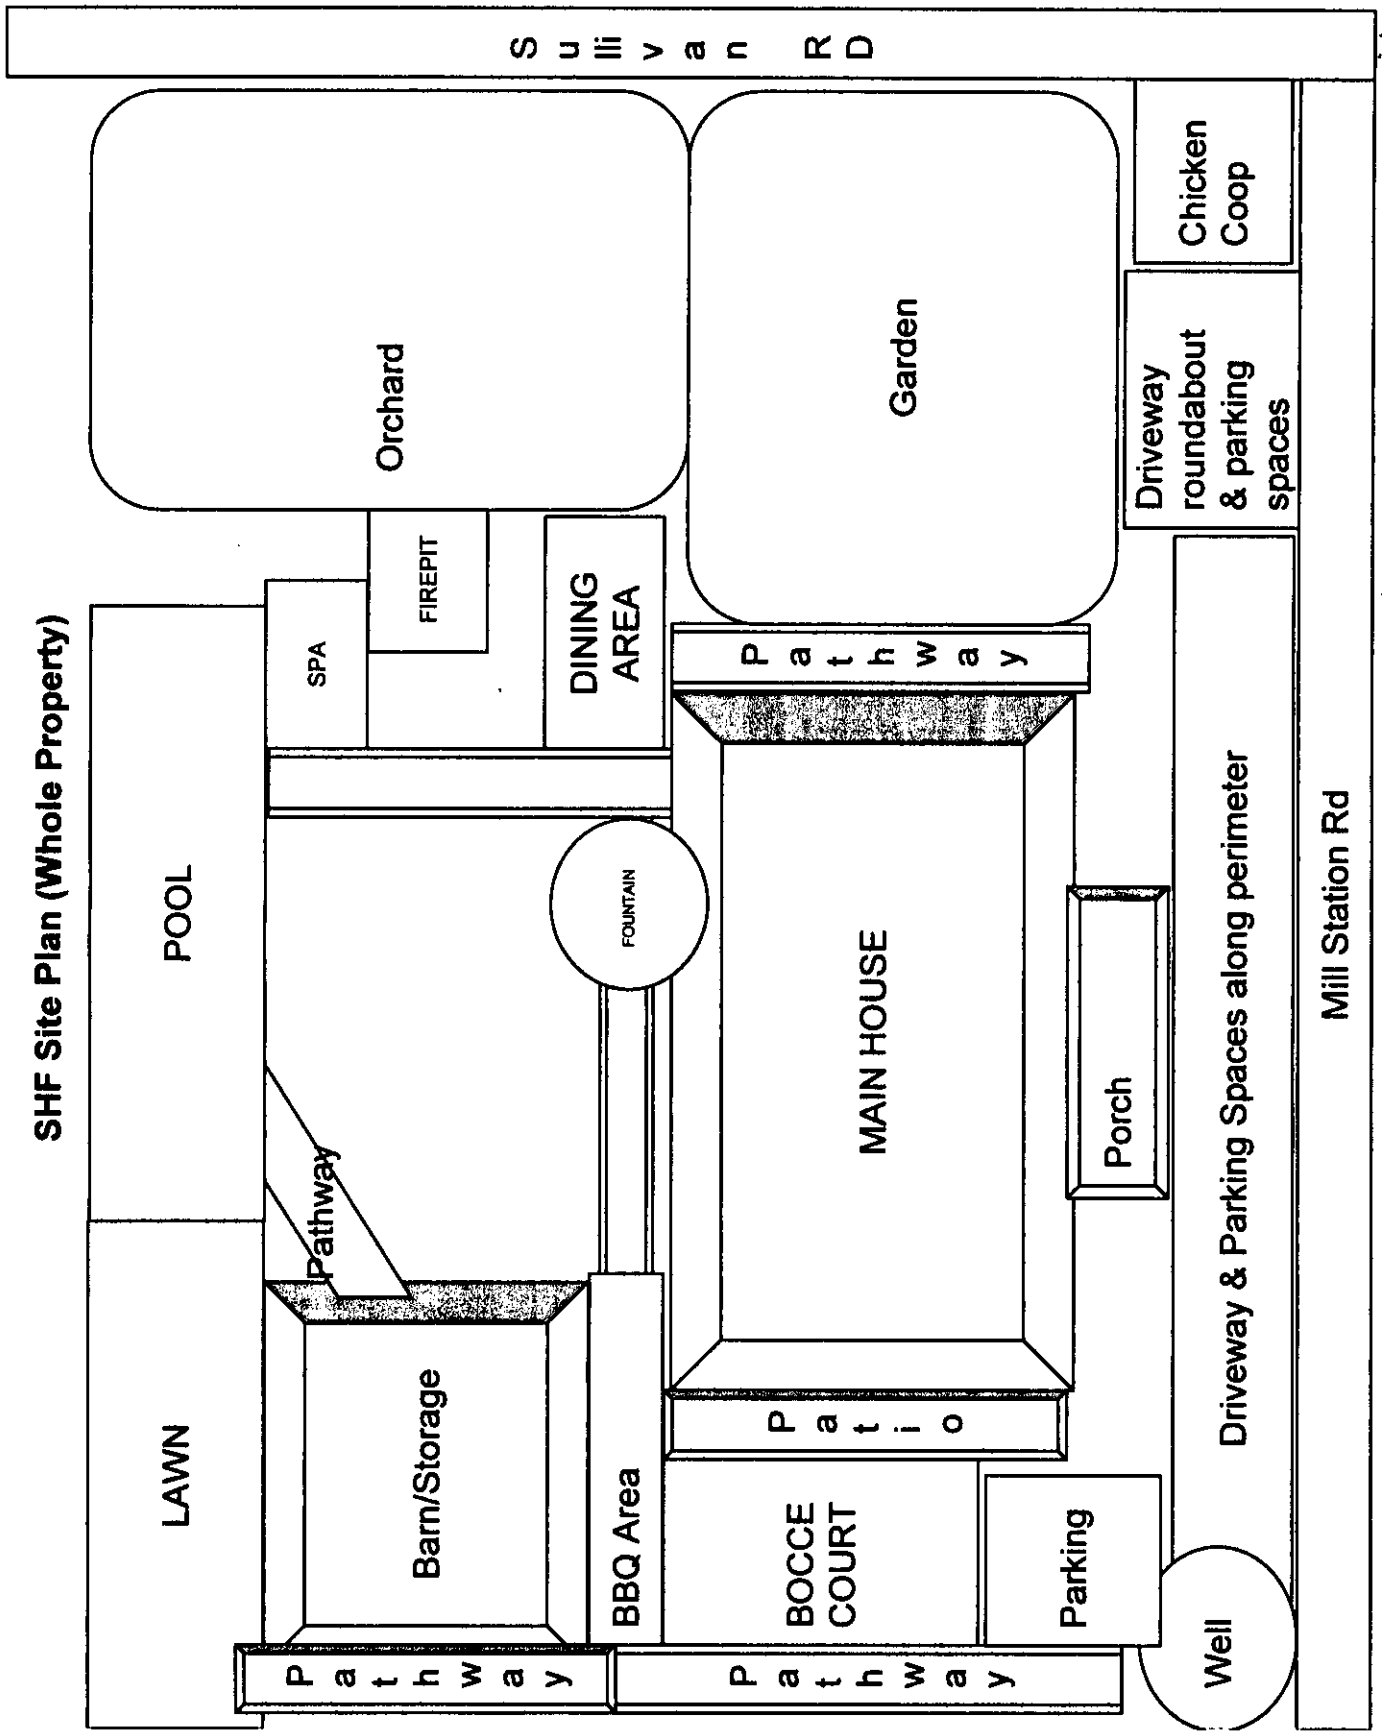 SHF Site Plan (Whole Property)
LAWN
POOL
SPA
FIREPIT
Orchard
Sullivan RD
Pathway
Pathway
Barn/Storage
BBQ Area
FOUNTAIN
DINING
AREA
Pathway
BOCCE
COURT
Patio
MAIN HOUSE
Pathway
Garden
Parking
Porch
Well
Driveway & Parking Spaces along perimeter
Driveway
roundabout
& parking
spaces
Chicken
Coop
Mill Station Rd